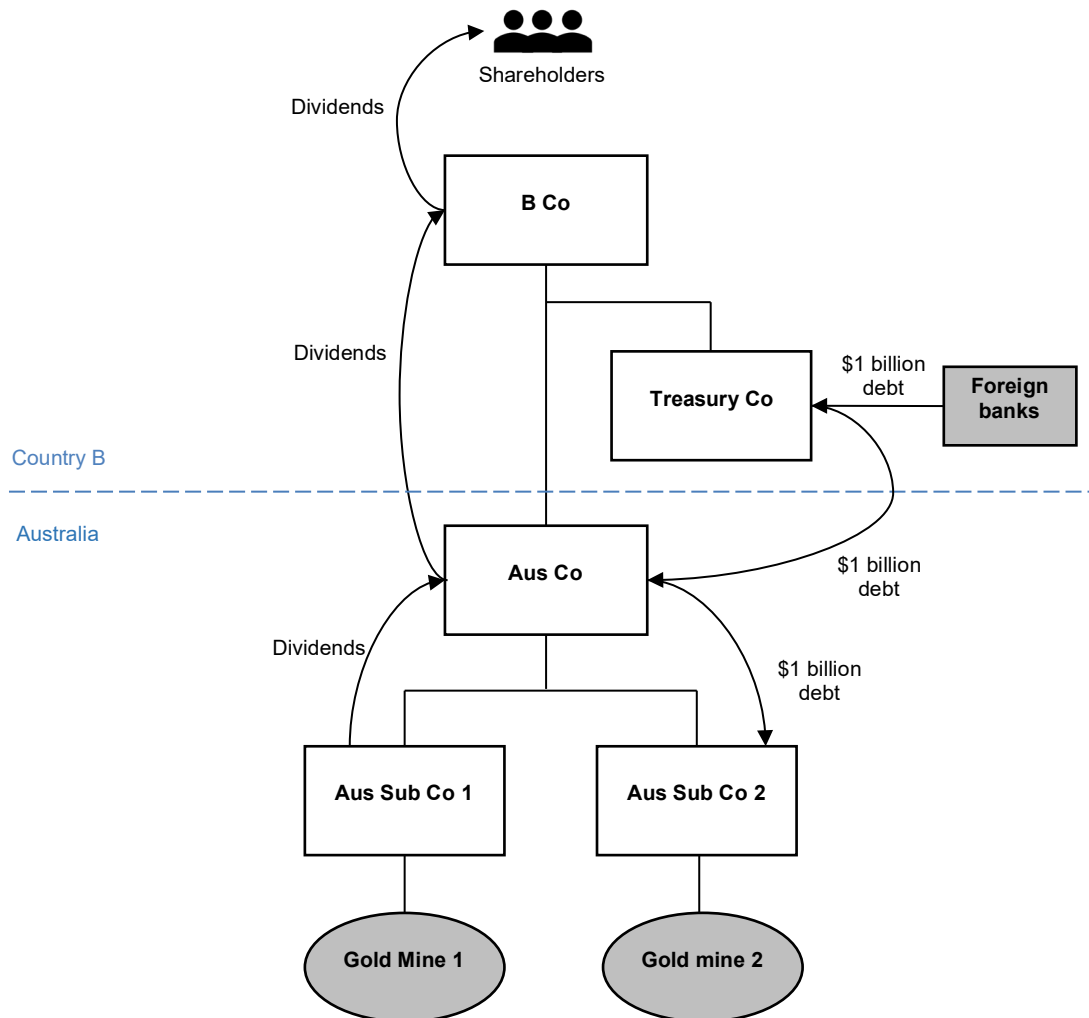 Shareholders
Dividends
B Co
Dividends
Treasury Co
$1 billion
debt
Foreign
banks
Country B
Australia
Aus Co
$1 billion
debt
Dividends
$1 billion
debt
Aus Sub Co 1
Aus Sub Co 2
Gold Mine 1
Gold mine 2